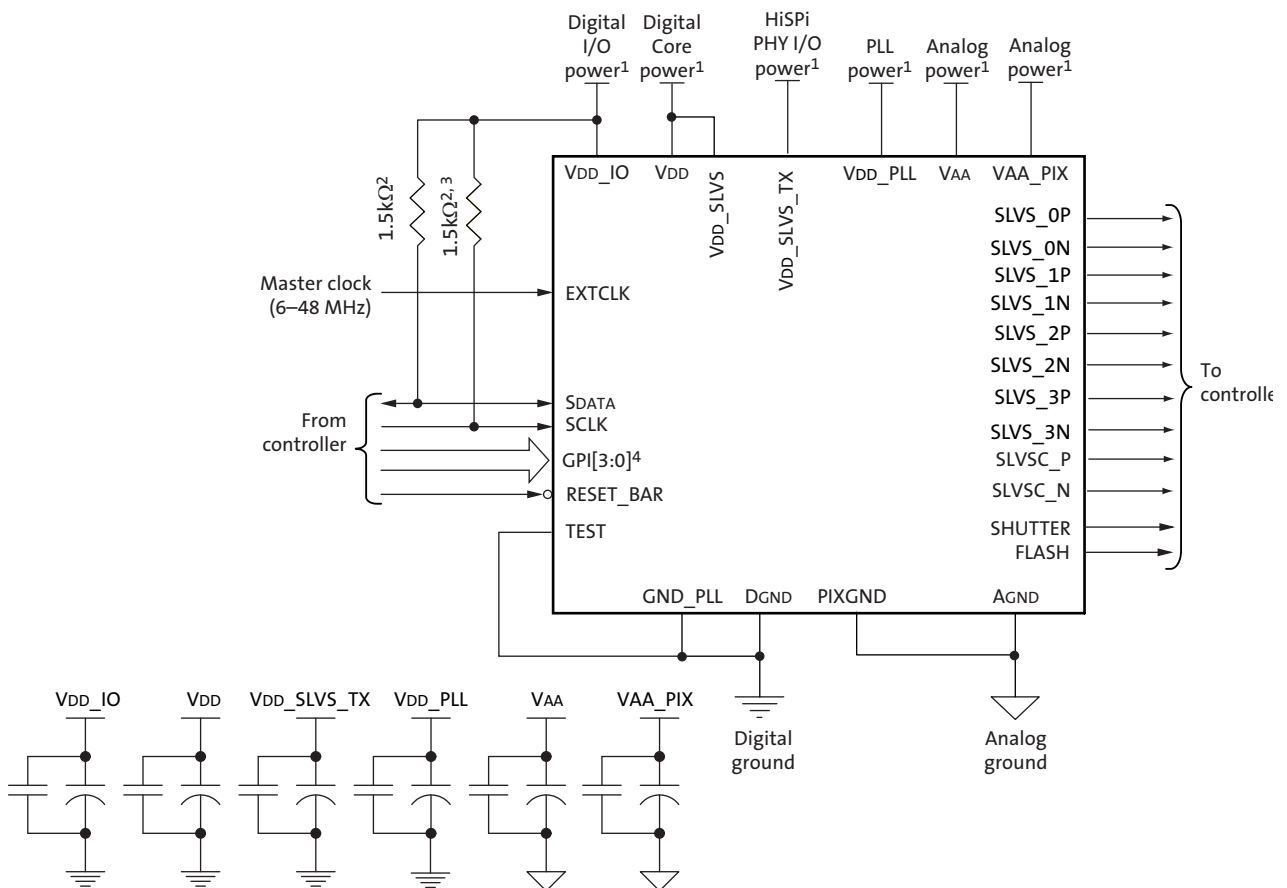 Digital
I/O
power1
Digital
Core
power1
HiSPi
PHY I/O
power1
PLL
power1
Analog
power1
Analog
power1
1.5kΩ2
1.5kΩ2, 3
VDD_IO
VDD
VDD_SLVS
VDD_SLVS_TX
VDD_PLL
VAA
VAA_PIX
Master clock
(6–48 MHz)
EXTCLK
From
controller
SDATA
SCLK
GPI[3:0]4
RESET_BAR
TEST
SLVS_0P
SLVS_0N
SLVS_1P
SLVS_1N
SLVS_2P
SLVS_2N
SLVS_3P
SLVS_3N
SLVSC_P
SLVSC_N
SHUTTER
FLASH
To
controlle
GND_PLL
DGND
PIXGND
AGND
Digital
ground
Analog
ground
VDD_IO
VDD
VDD_SLVS_TX
VDD_PLL
VAA
VAA_PIX